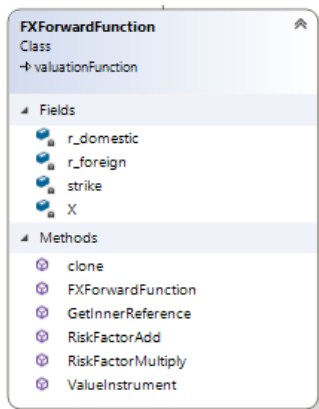 FXForwardFunction
Class
valuationFunction
Fields
r_domestic
r_foreign
strike
X
Methods
clone
FXForwardFunction
GetInnerReference
RiskFactorAdd
RiskFactorMultiply
ValueInstrument